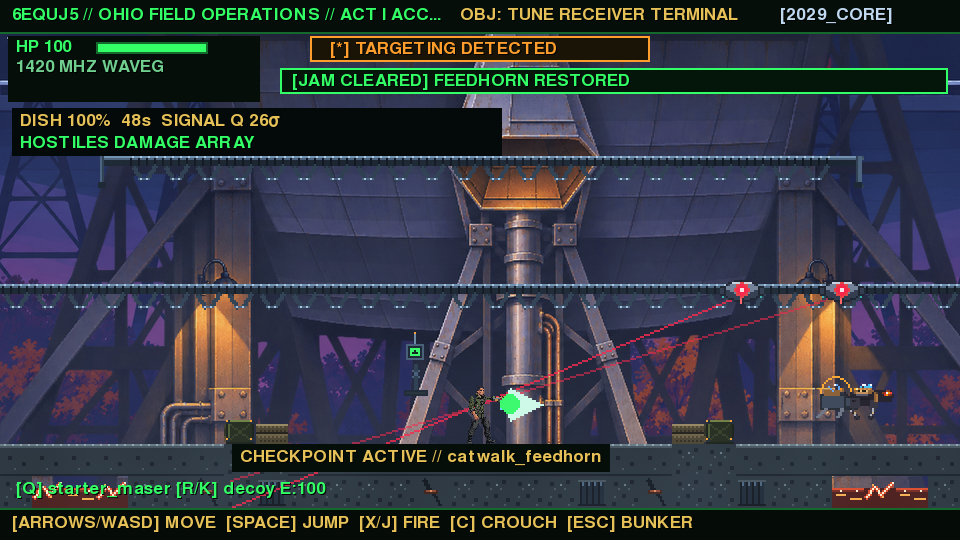 6EQUJ5 // OHIO FIELD OPERATIONS // ACT I ACC... OBJ: TUNE RECEIVER TERMINAL [2029_CORE]
HP 100 [*] TARGETING DETECTED
1420 MHZ WAVEG
[JAM CLEARED] FEEDHORN RESTORED
DISH 100% 48s SIGNAL Q 26σ
HOSTILES DAMAGE ARRAY
CHECKPOINT ACTIVE // catwalk_feedhorn
[Q] starter_maser [R/K] decoy E:100
[ARROWS/WASD] MOVE [SPACE] JUMP [X/J] FIRE [C] CROUCH [ESC] BUNKER